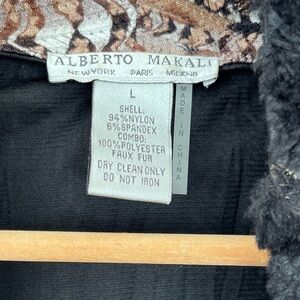 ALBERTO MAKALI
NEW YORK PARIS MILANO
L
SHELL:
94%NYLON
6%SPANDEX
COMBO:
100%POLYESTER
FAUX FUR
DRY CLEAN ONLY
DO NOT IRON
MADE IN CHINA